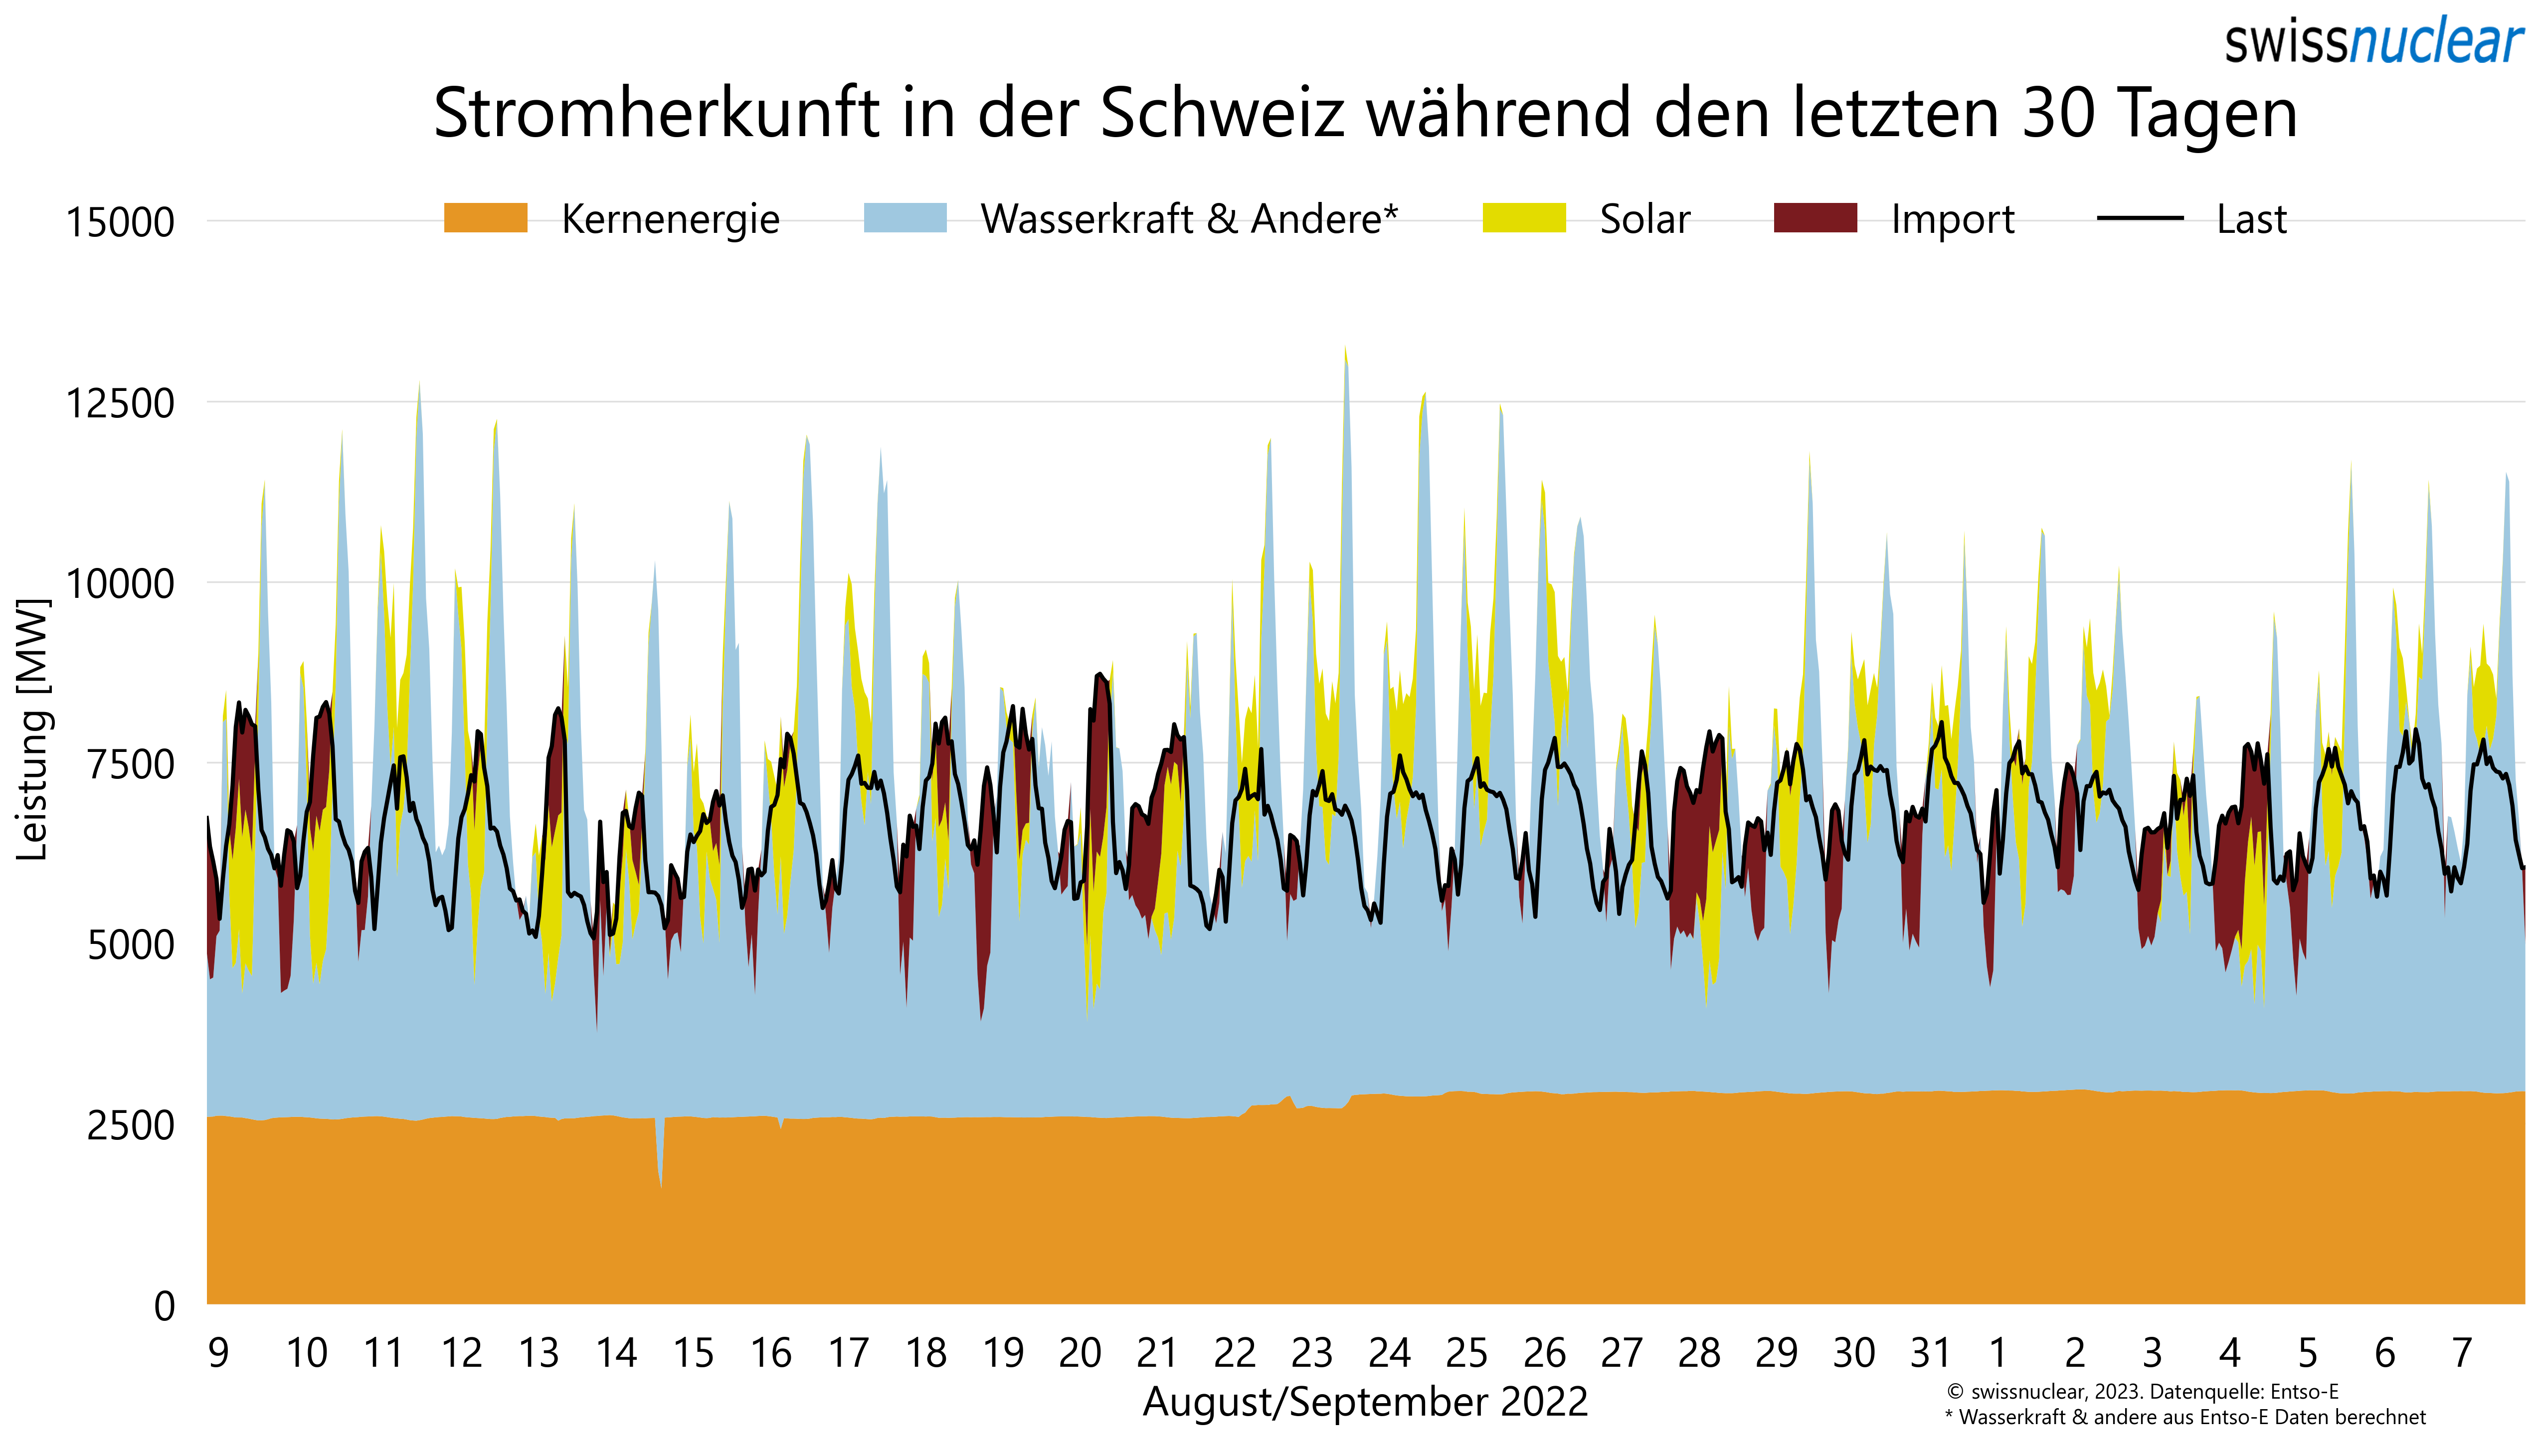 swissnuclear
Stromherkunft in der Schweiz während den letzten 30 Tagen
Kernenergie Wasserkraft & Andere* Solar Import Last
15000
12500
10000
7500
5000
2500
0
Leistung [MW]
9 10 11 12 13 14 15 16 17 18 19 20 21 22 23 24 25 26 27 28 29 30 31 1 2 3 4 5 6 7
August/September 2022
© swissnuclear, 2023. Datenquelle: Entso-E
* Wasserkraft & andere aus Entso-E Daten berechnet